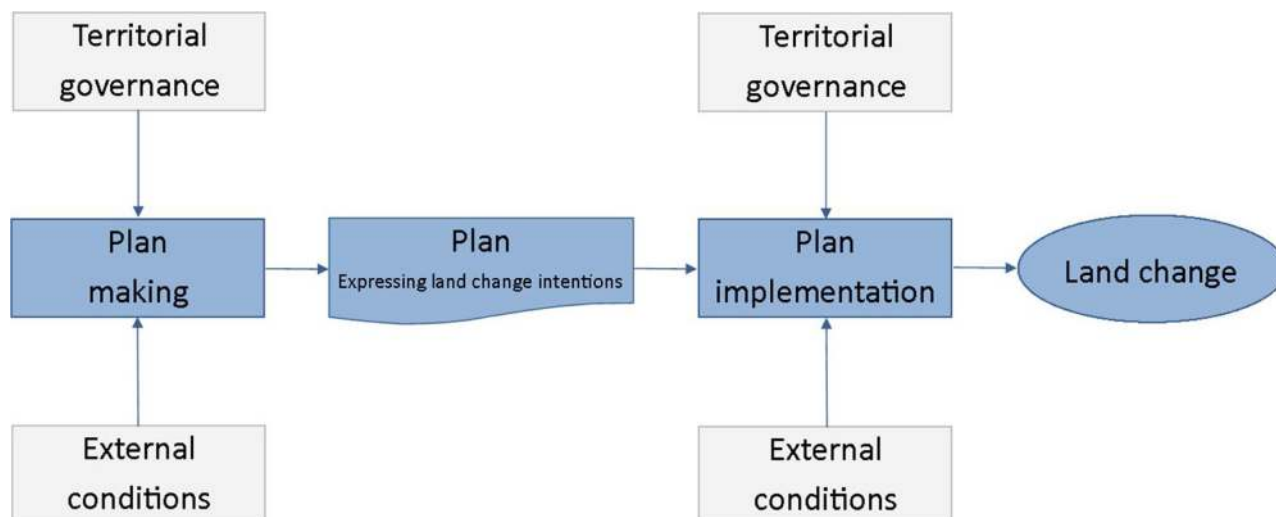 Territorial
governance
Territorial
governance
Plan
making
Plan
Expressing land change intentions
Plan
implementation
Land change
External
conditions
External
conditions